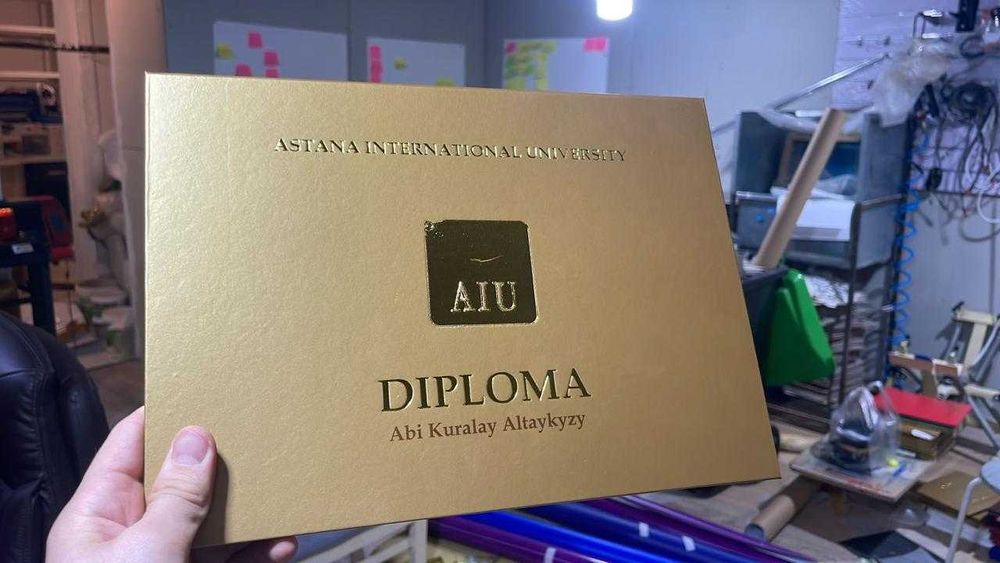 ASTANA INTERNATIONAL UNIVERSITY
AIU
DIPLOMA
Abi Kuralay Altaykyzy